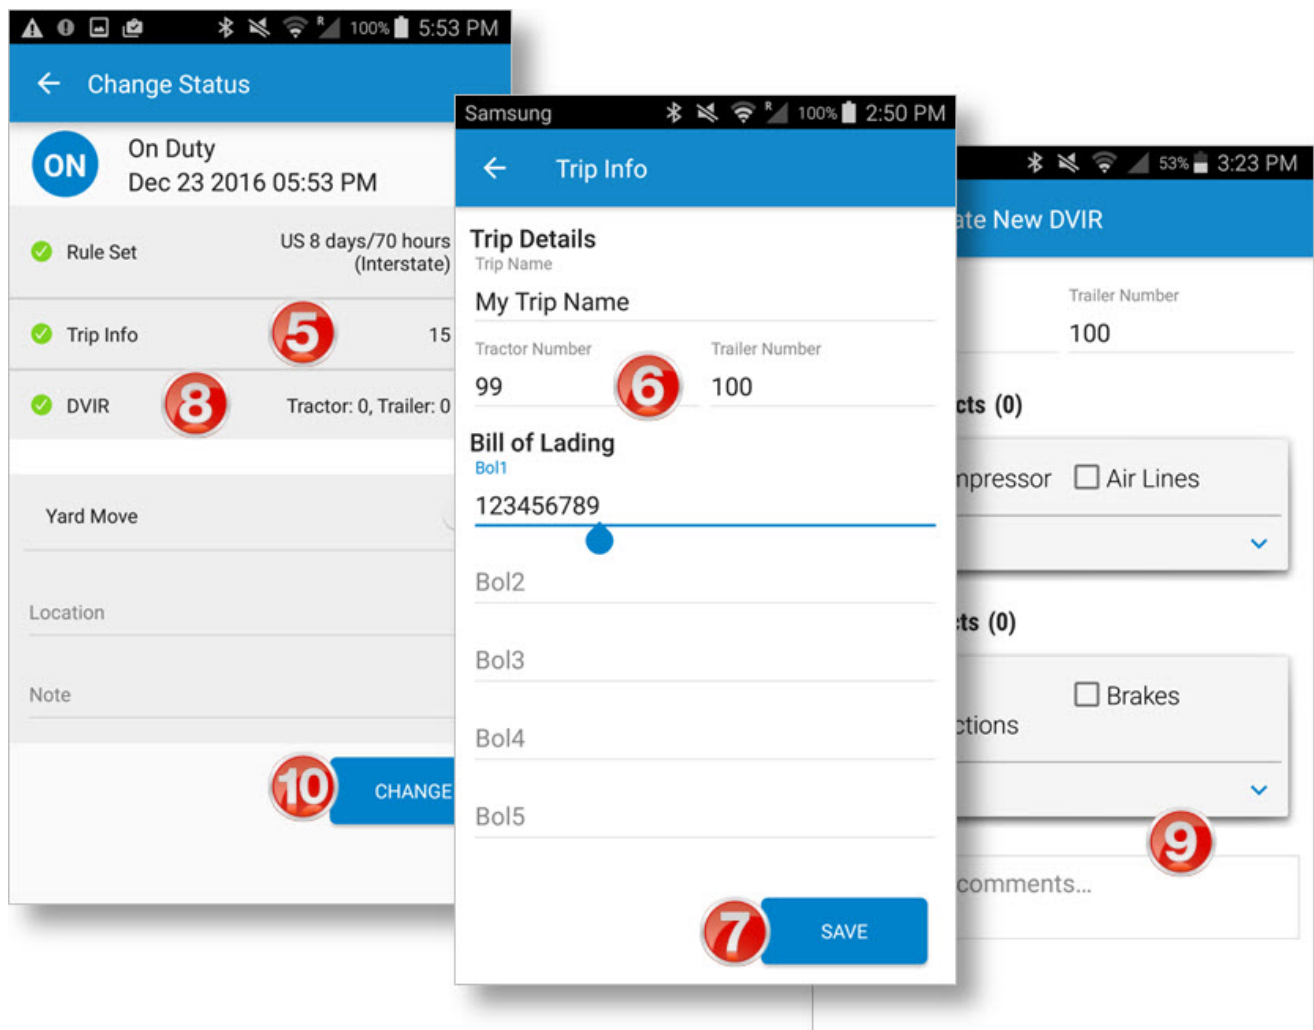 R 100% 5:53 PM
Change Status
ON
On Duty
Dec 23 2016 05:53 PM
Rule Set
US 8 days/70 hours
(Interstate)
Trip Info
5
15
DVIR
8
Tractor: 0, Trailer: 0
Yard Move
Location
Note
10
CHANGE
Samsung R 100% 2:50 PM
Trip Info
Trip Details
Trip Name
My Trip Name
Tractor Number
Trailer Number
99
6
100
Bill of Lading
Bol1
123456789
Bol2
Bol3
Bol4
Bol5
7
SAVE
53% 3:23 PM
ate New DVIR
Trailer Number
100
cts (0)
mpressor
Air Lines
cts (0)
Brakes
ctions
9
comments...